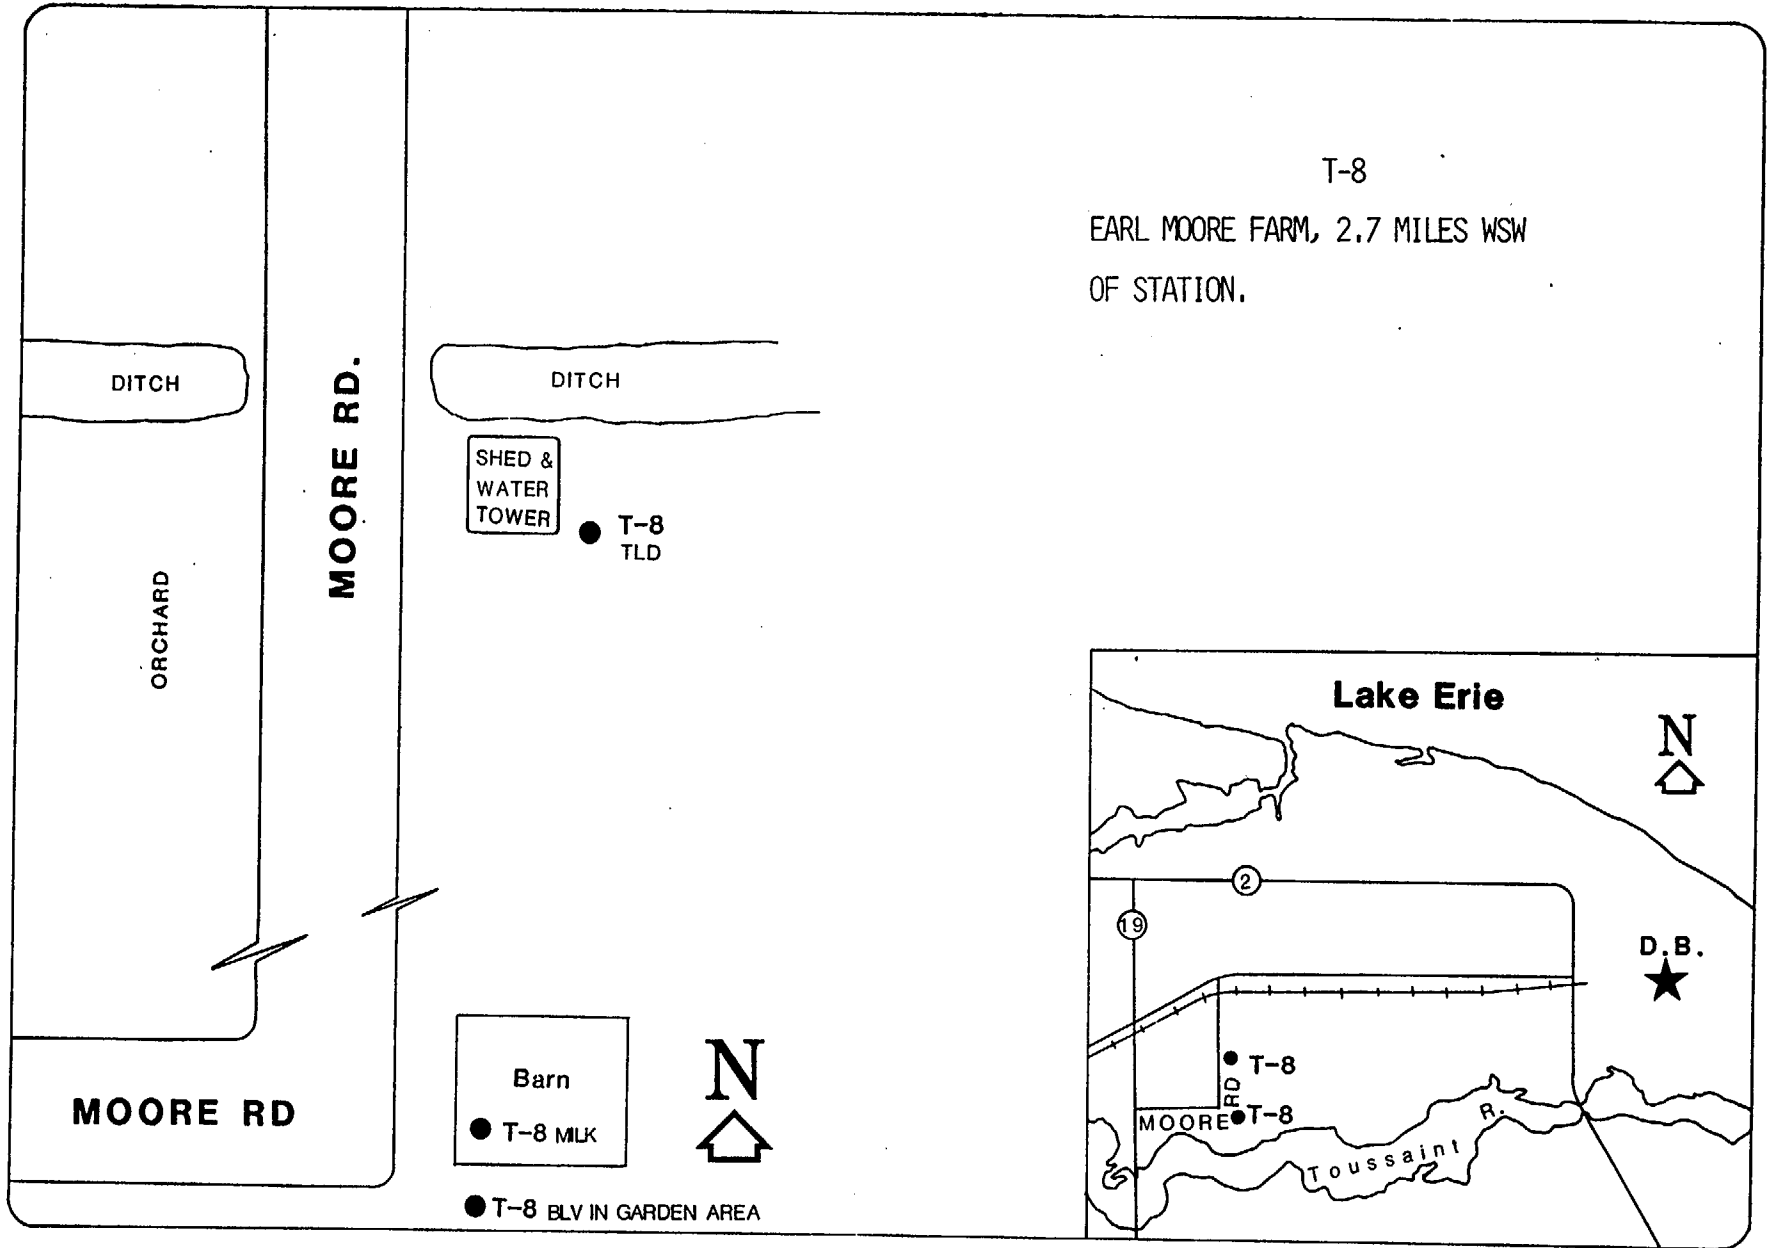 T-8
EARL MOORE FARM, 2.7 MILES WSW
OF STATION.
DITCH
MOORE RD.
DITCH
SHED &
WATER
TOWER
T-8
TLD
ORCHARD
Barn
MOORE RD
T-8 MILK
T-8 BLV IN GARDEN AREA
N
Lake Erie
N
2
19
D.B.
T-8
MOORE RD
T-8
Toussaint R.